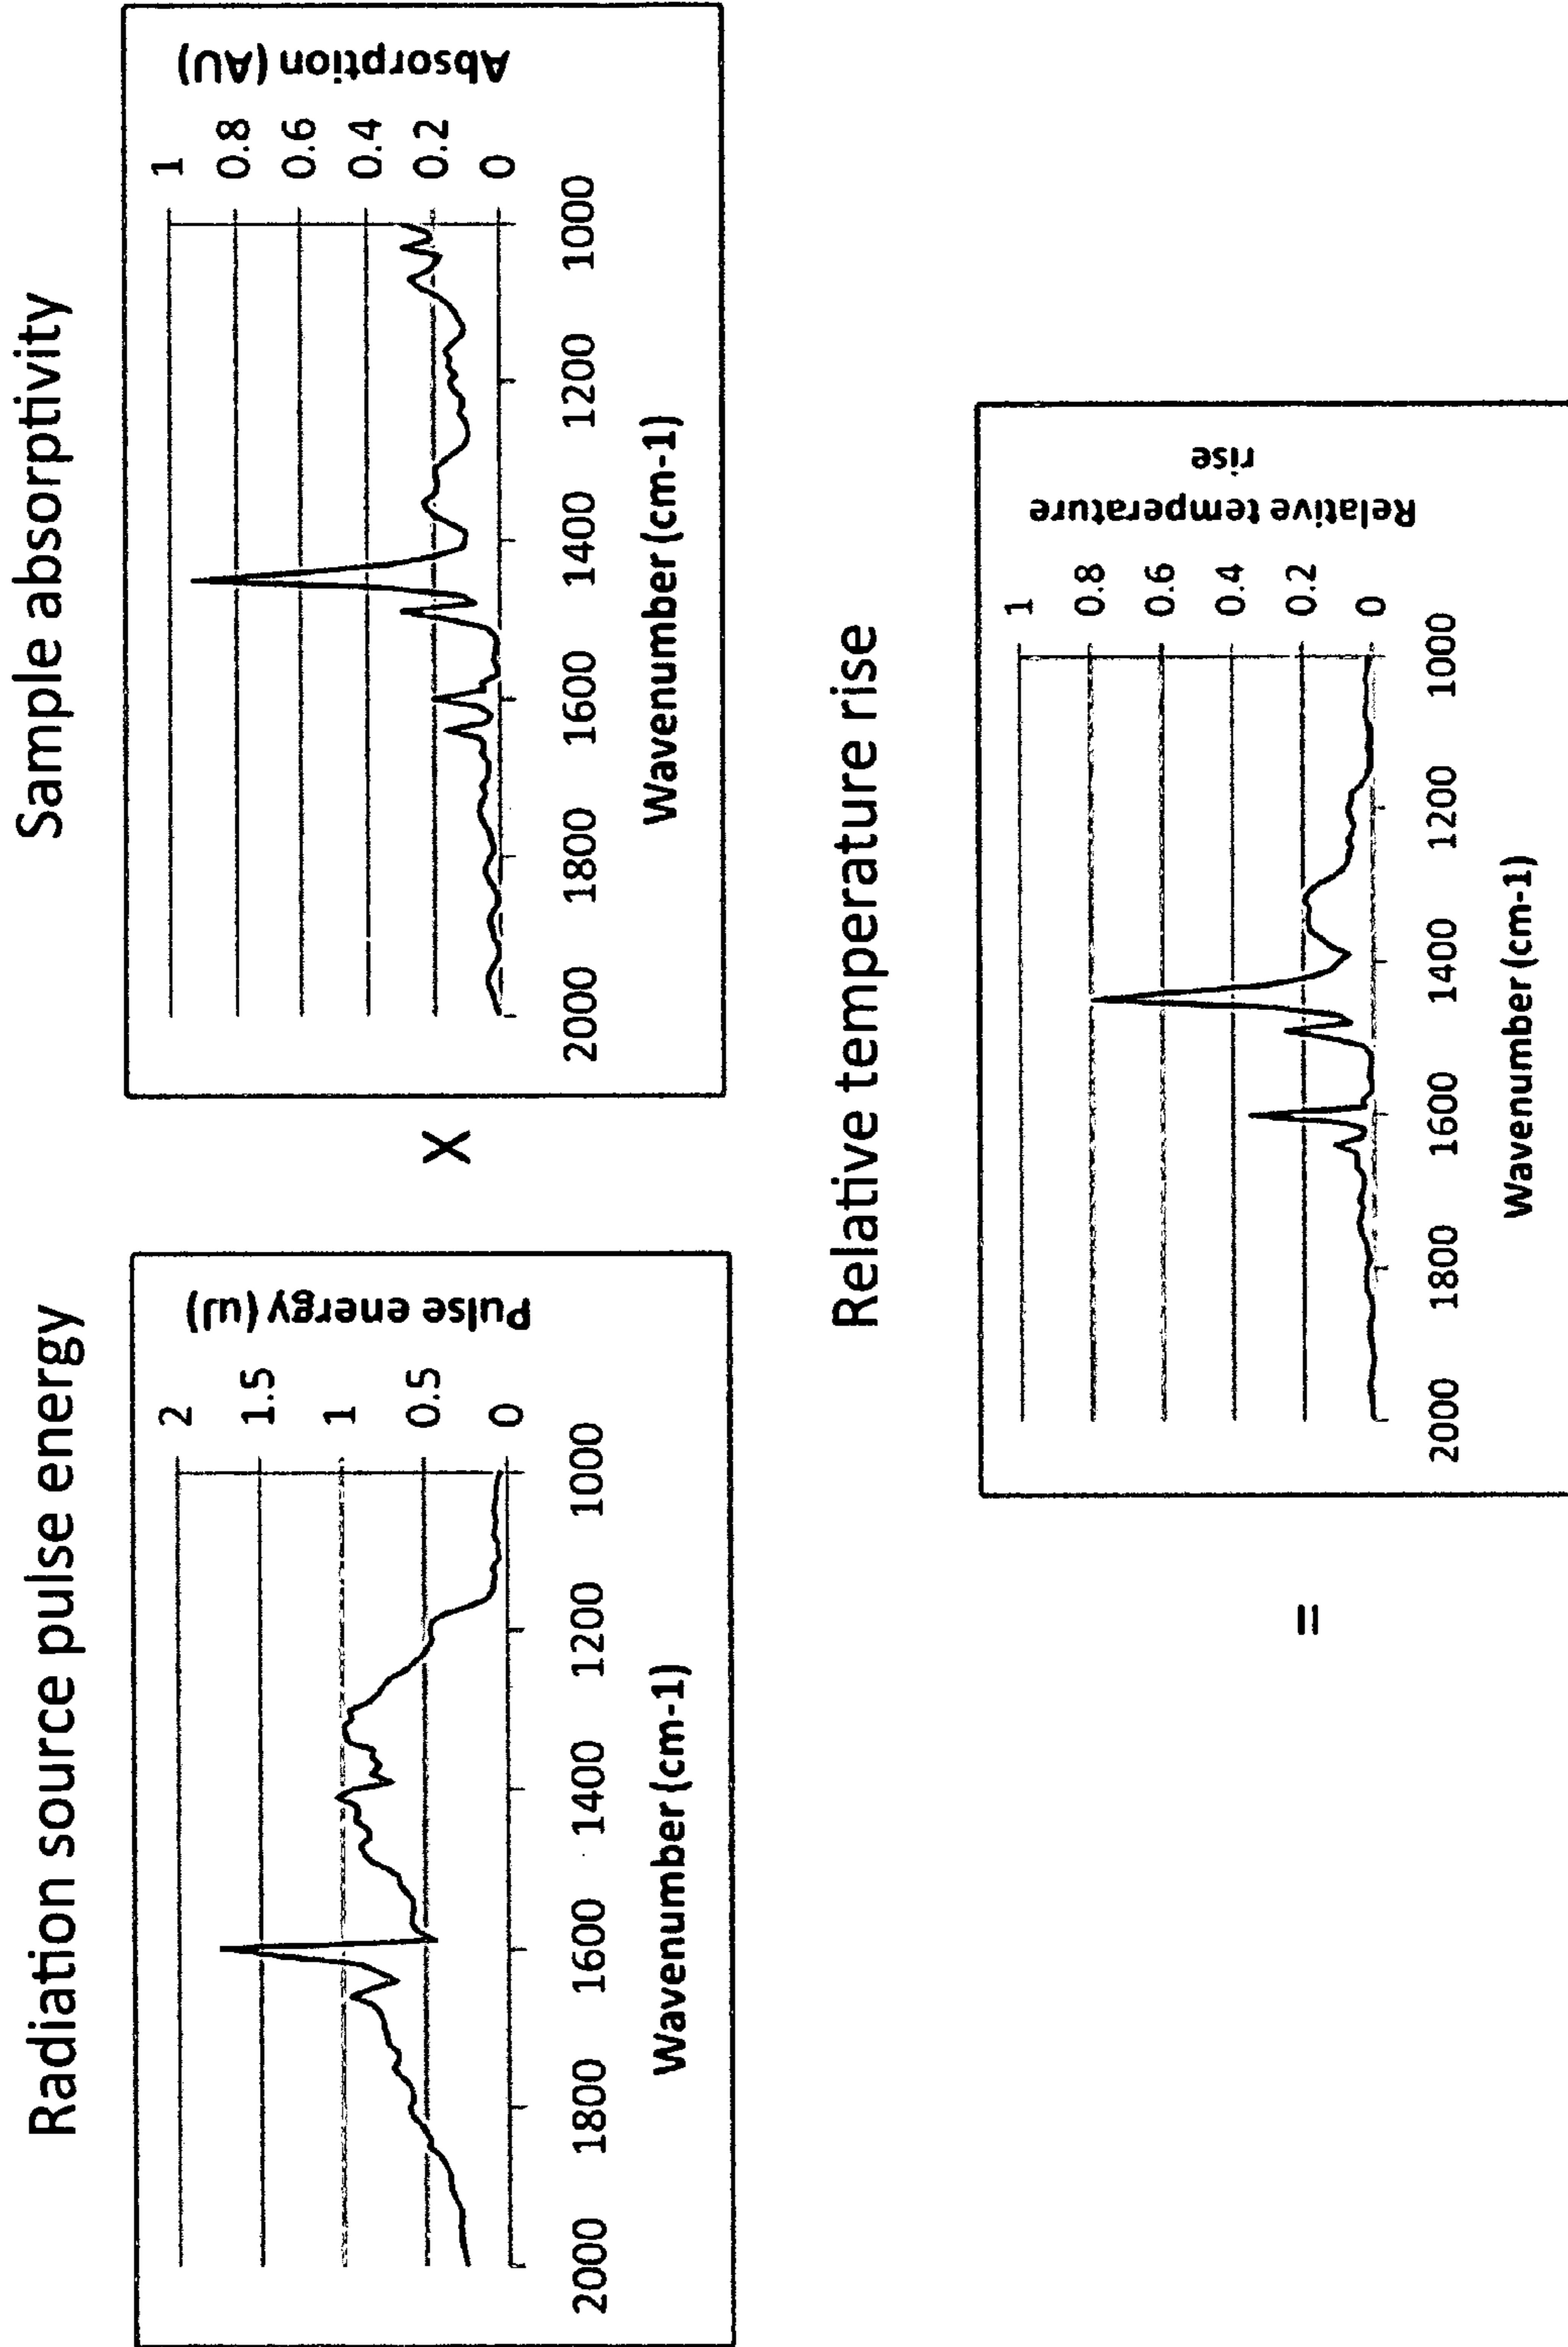 Radiation source pulse energy
2
1.5
1
0.5
0
Pulse energy (uJ)
2000 1800 1600 1400 1200 1000
Wavenumber (cm-1)
X
Sample absorptivity
1
0.8
0.6
0.4
0.2
0
Absorption (AU)
2000 1800 1600 1400 1200 1000
Wavenumber (cm-1)
=
Relative temperature rise
1
0.8
0.6
0.4
0.2
0
Relative temperature
rise
2000 1800 1600 1400 1200 1000
Wavenumber (cm-1)